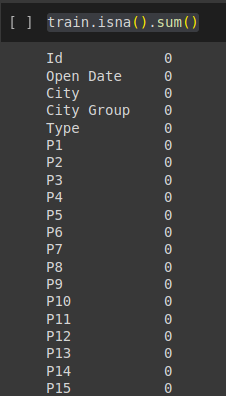 [ ] train.isna().sum()
Id 0
Open Date 0
City 0
City Group 0
Type 0
P1 0
P2 0
P3 0
P4 0
P5 0
P6 0
P7 0
P8 0
P9 0
P10 0
P11 0
P12 0
P13 0
P14 0
P15 0